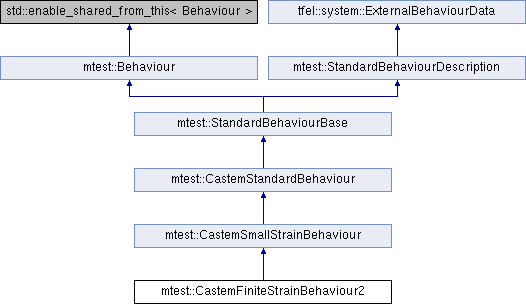 std::enable_shared_from_this< Behaviour >
tfel::system::ExternalBehaviourData
mtest::Behaviour
mtest::StandardBehaviourDescription
mtest::StandardBehaviourBase
mtest::CastemStandardBehaviour
mtest::CastemSmallStrainBehaviour
mtest::CastemFiniteStrainBehaviour2